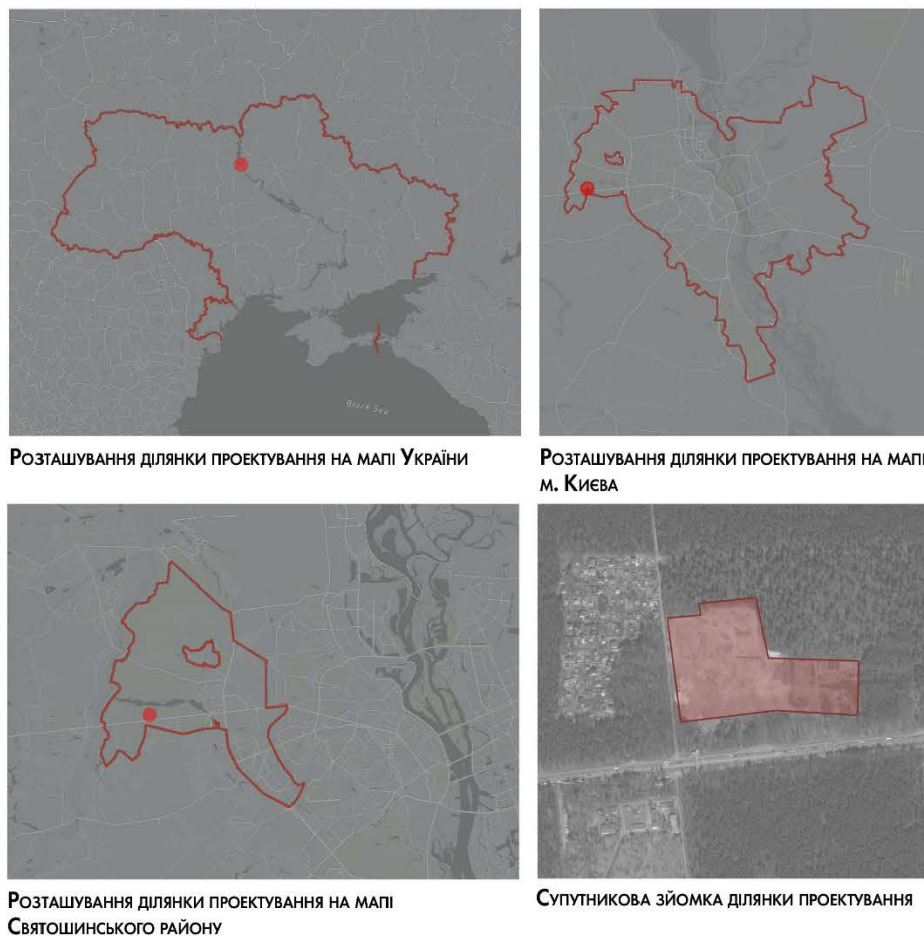 Black Sea
Розташування ділянки проектування на мапі України
Розташування ділянки проектування на мапі
м. Києва
Розташування ділянки проектування на мапі
Святошинського району
Супутникова зйомка ділянки проектування